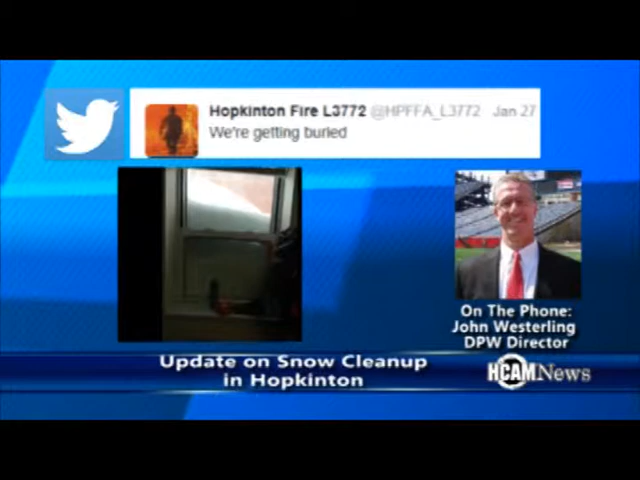 Hopkinton Fire L3772 @HPFFA_L3772 Jan 27
We're getting buried
On The Phone:
John Westerling
DPW Director
Update on Snow Cleanup
in Hopkinton
HCAM News